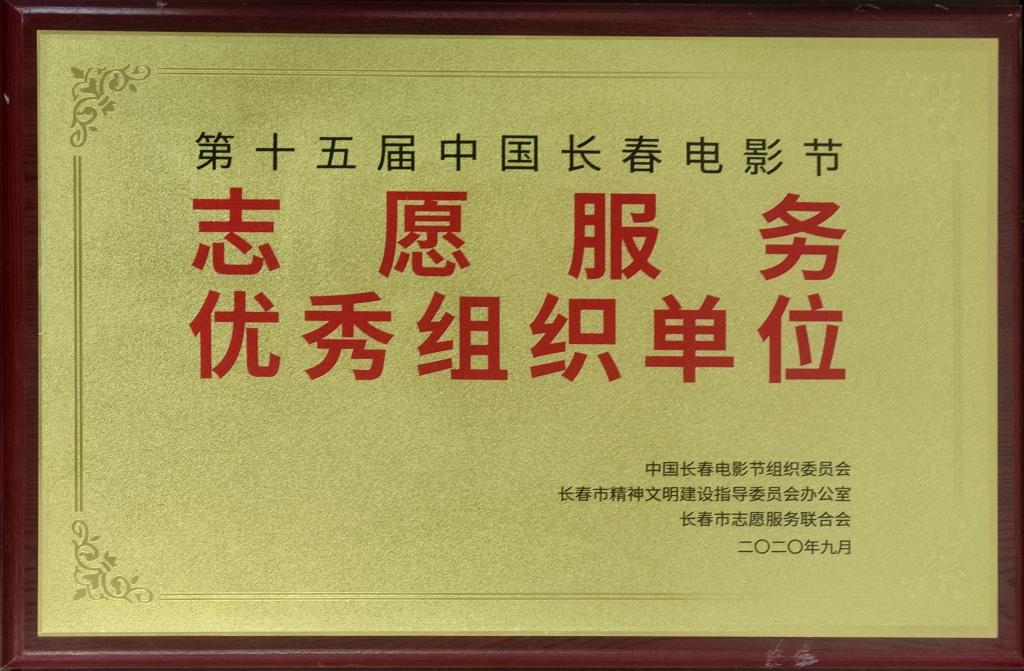 第十五届中国长春电影节
志愿服务
优秀组织单位
中国长春电影节组织委员会
长春市精神文明建设指导委员会办公室
长春市志愿服务联合会
二〇二〇年九月